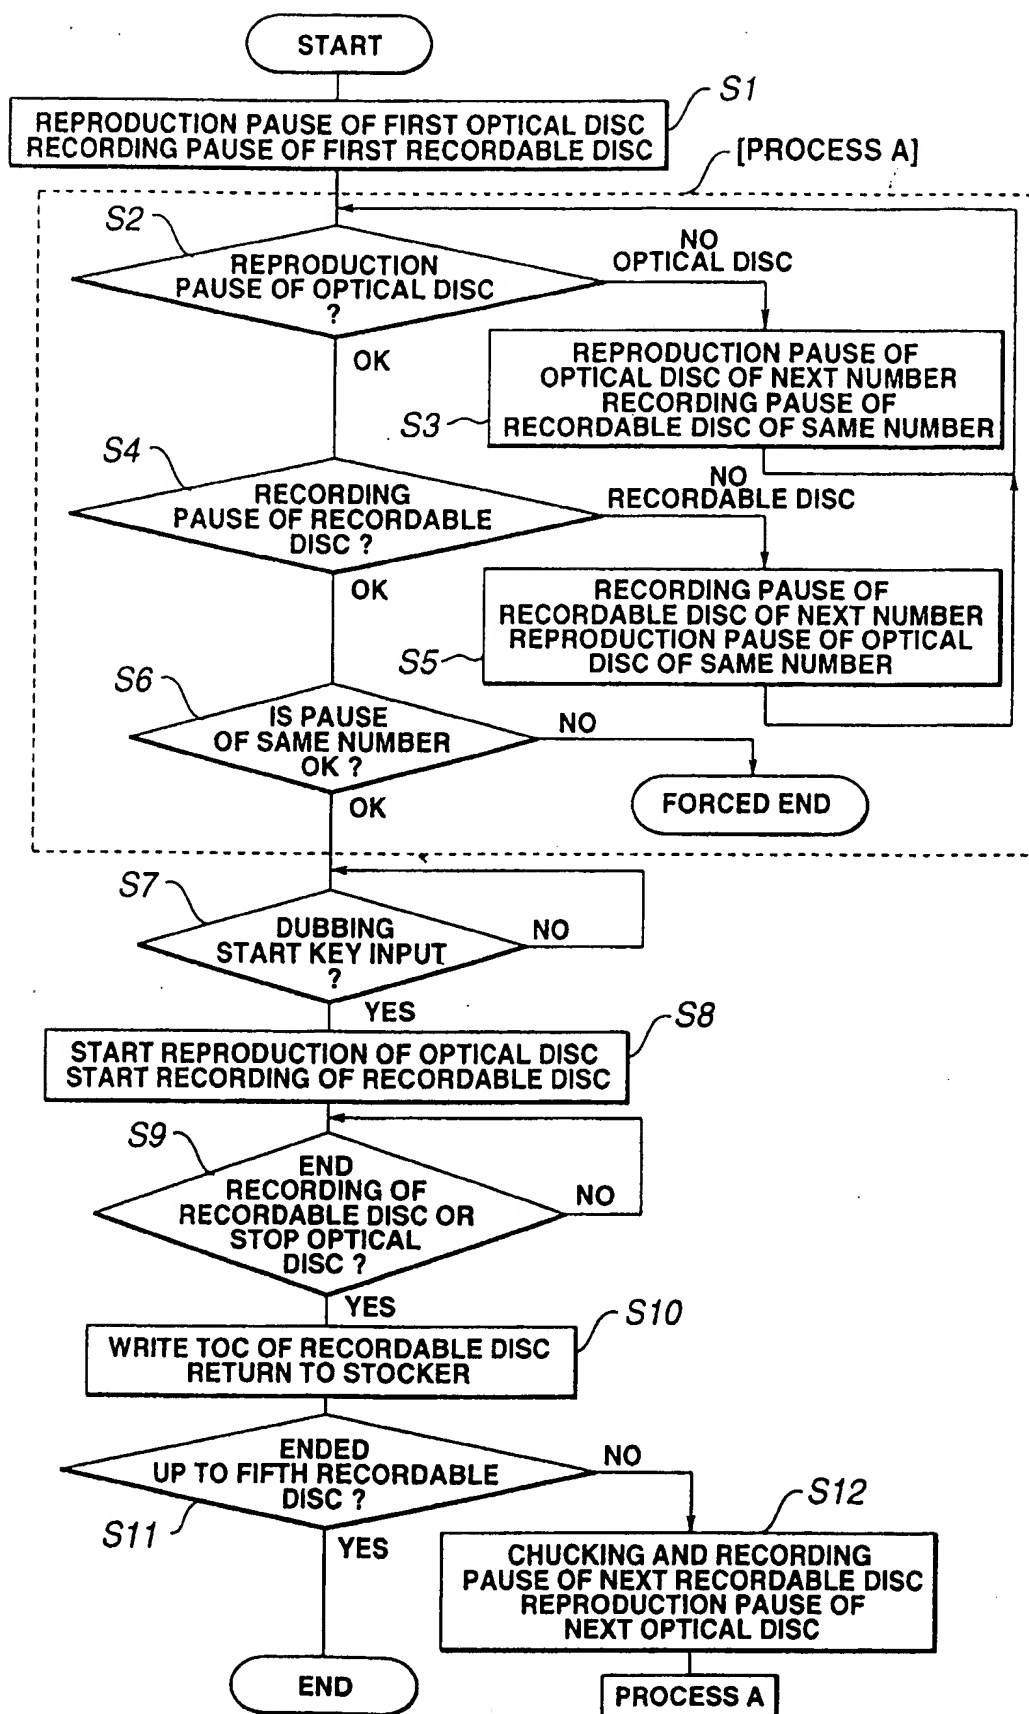 START
S1
REPRODUCTION PAUSE OF FIRST OPTICAL DISC
RECORDING PAUSE OF FIRST RECORDABLE DISC
[PROCESS A]
S2
REPRODUCTION
PAUSE OF OPTICAL DISC
?
NO
OPTICAL DISC
OK
REPRODUCTION PAUSE OF
OPTICAL DISC OF NEXT NUMBER
RECORDING PAUSE OF
RECORDABLE DISC OF SAME NUMBER
S3
S4
RECORDING
PAUSE OF RECORDABLE
DISC ?
NO
RECORDABLE DISC
OK
RECORDING PAUSE OF
RECORDABLE DISC OF NEXT NUMBER
REPRODUCTION PAUSE OF OPTICAL
DISC OF SAME NUMBER
S5
S6
IS PAUSE
OF SAME NUMBER
OK ?
NO
OK
FORCED END
S7
DUBBING
START KEY INPUT
?
NO
YES
S8
START REPRODUCTION OF OPTICAL DISC
START RECORDING OF RECORDABLE DISC
S9
END
RECORDING OF
RECORDABLE DISC OR
STOP OPTICAL
DISC ?
NO
YES
S10
WRITE TOC OF RECORDABLE DISC
RETURN TO STOCKER
ENDED
UP TO FIFTH RECORDABLE
DISC ?
NO
S11
YES
S12
CHUCKING AND RECORDING
PAUSE OF NEXT RECORDABLE DISC
REPRODUCTION PAUSE OF
NEXT OPTICAL DISC
END
PROCESS A